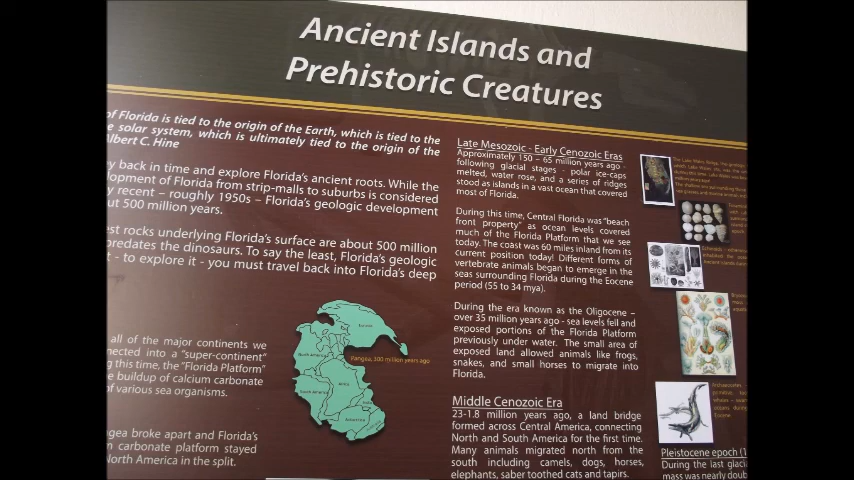 Ancient Islands and
Prehistoric Creatures
of Florida is tied to the origin of the Earth, which is tied to the
solar system, which is ultimately tied to the origin of the
Albert C. Hine
back in time and explore Florida's ancient roots. While the
of Florida from strip-malls to suburbs is considered
recent – roughly 1950s – Florida's geologic development
500 million years.
rocks underlying Florida's surface are about 500 million
predates the dinosaurs. To say the least, Florida's geologic
- to explore it - you must travel back into Florida's deep
all of the major continents we
into a "super-continent"
this time, the "Florida Platform"
buildup of calcium carbonate
of various sea organisms.
broke apart and Florida's
carbonate platform stayed
North America in the split.
Eurasia
North America
Pangea, 300 million years ago
Africa
South America
India
Antarctica
Late Mesozoic - Early Cenozoic Eras
Approximately 150 – 65 million years ago -
following glacial stages - polar ice-caps
melted, water rose, and a series of ridges
stood as islands in a vast ocean that covered
most of Florida.
During this time, Central Florida was "beach
front property" as ocean levels covered
much of the Florida Platform that we see
today. The coast was 60 miles inland from its
current position today! Different forms of
vertebrate animals began to emerge in the
seas surrounding Florida during the Eocene
period (55 to 34 mya).
During the era known as the Oligocene –
over 35 million years ago - sea levels fell and
exposed portions of the Florida Platform
previously under water. The small area of
exposed land allowed animals like frogs,
snakes, and small horses to migrate into
Florida.
Middle Cenozoic Era
23-1.8 million years ago, a land bridge
formed across Central America, connecting
North and South America for the first time.
Many animals migrated north from the
south including camels, dogs, horses,
elephants, saber toothed cats and tapirs.
Pleistocene epoch
During the last
mass was nearly